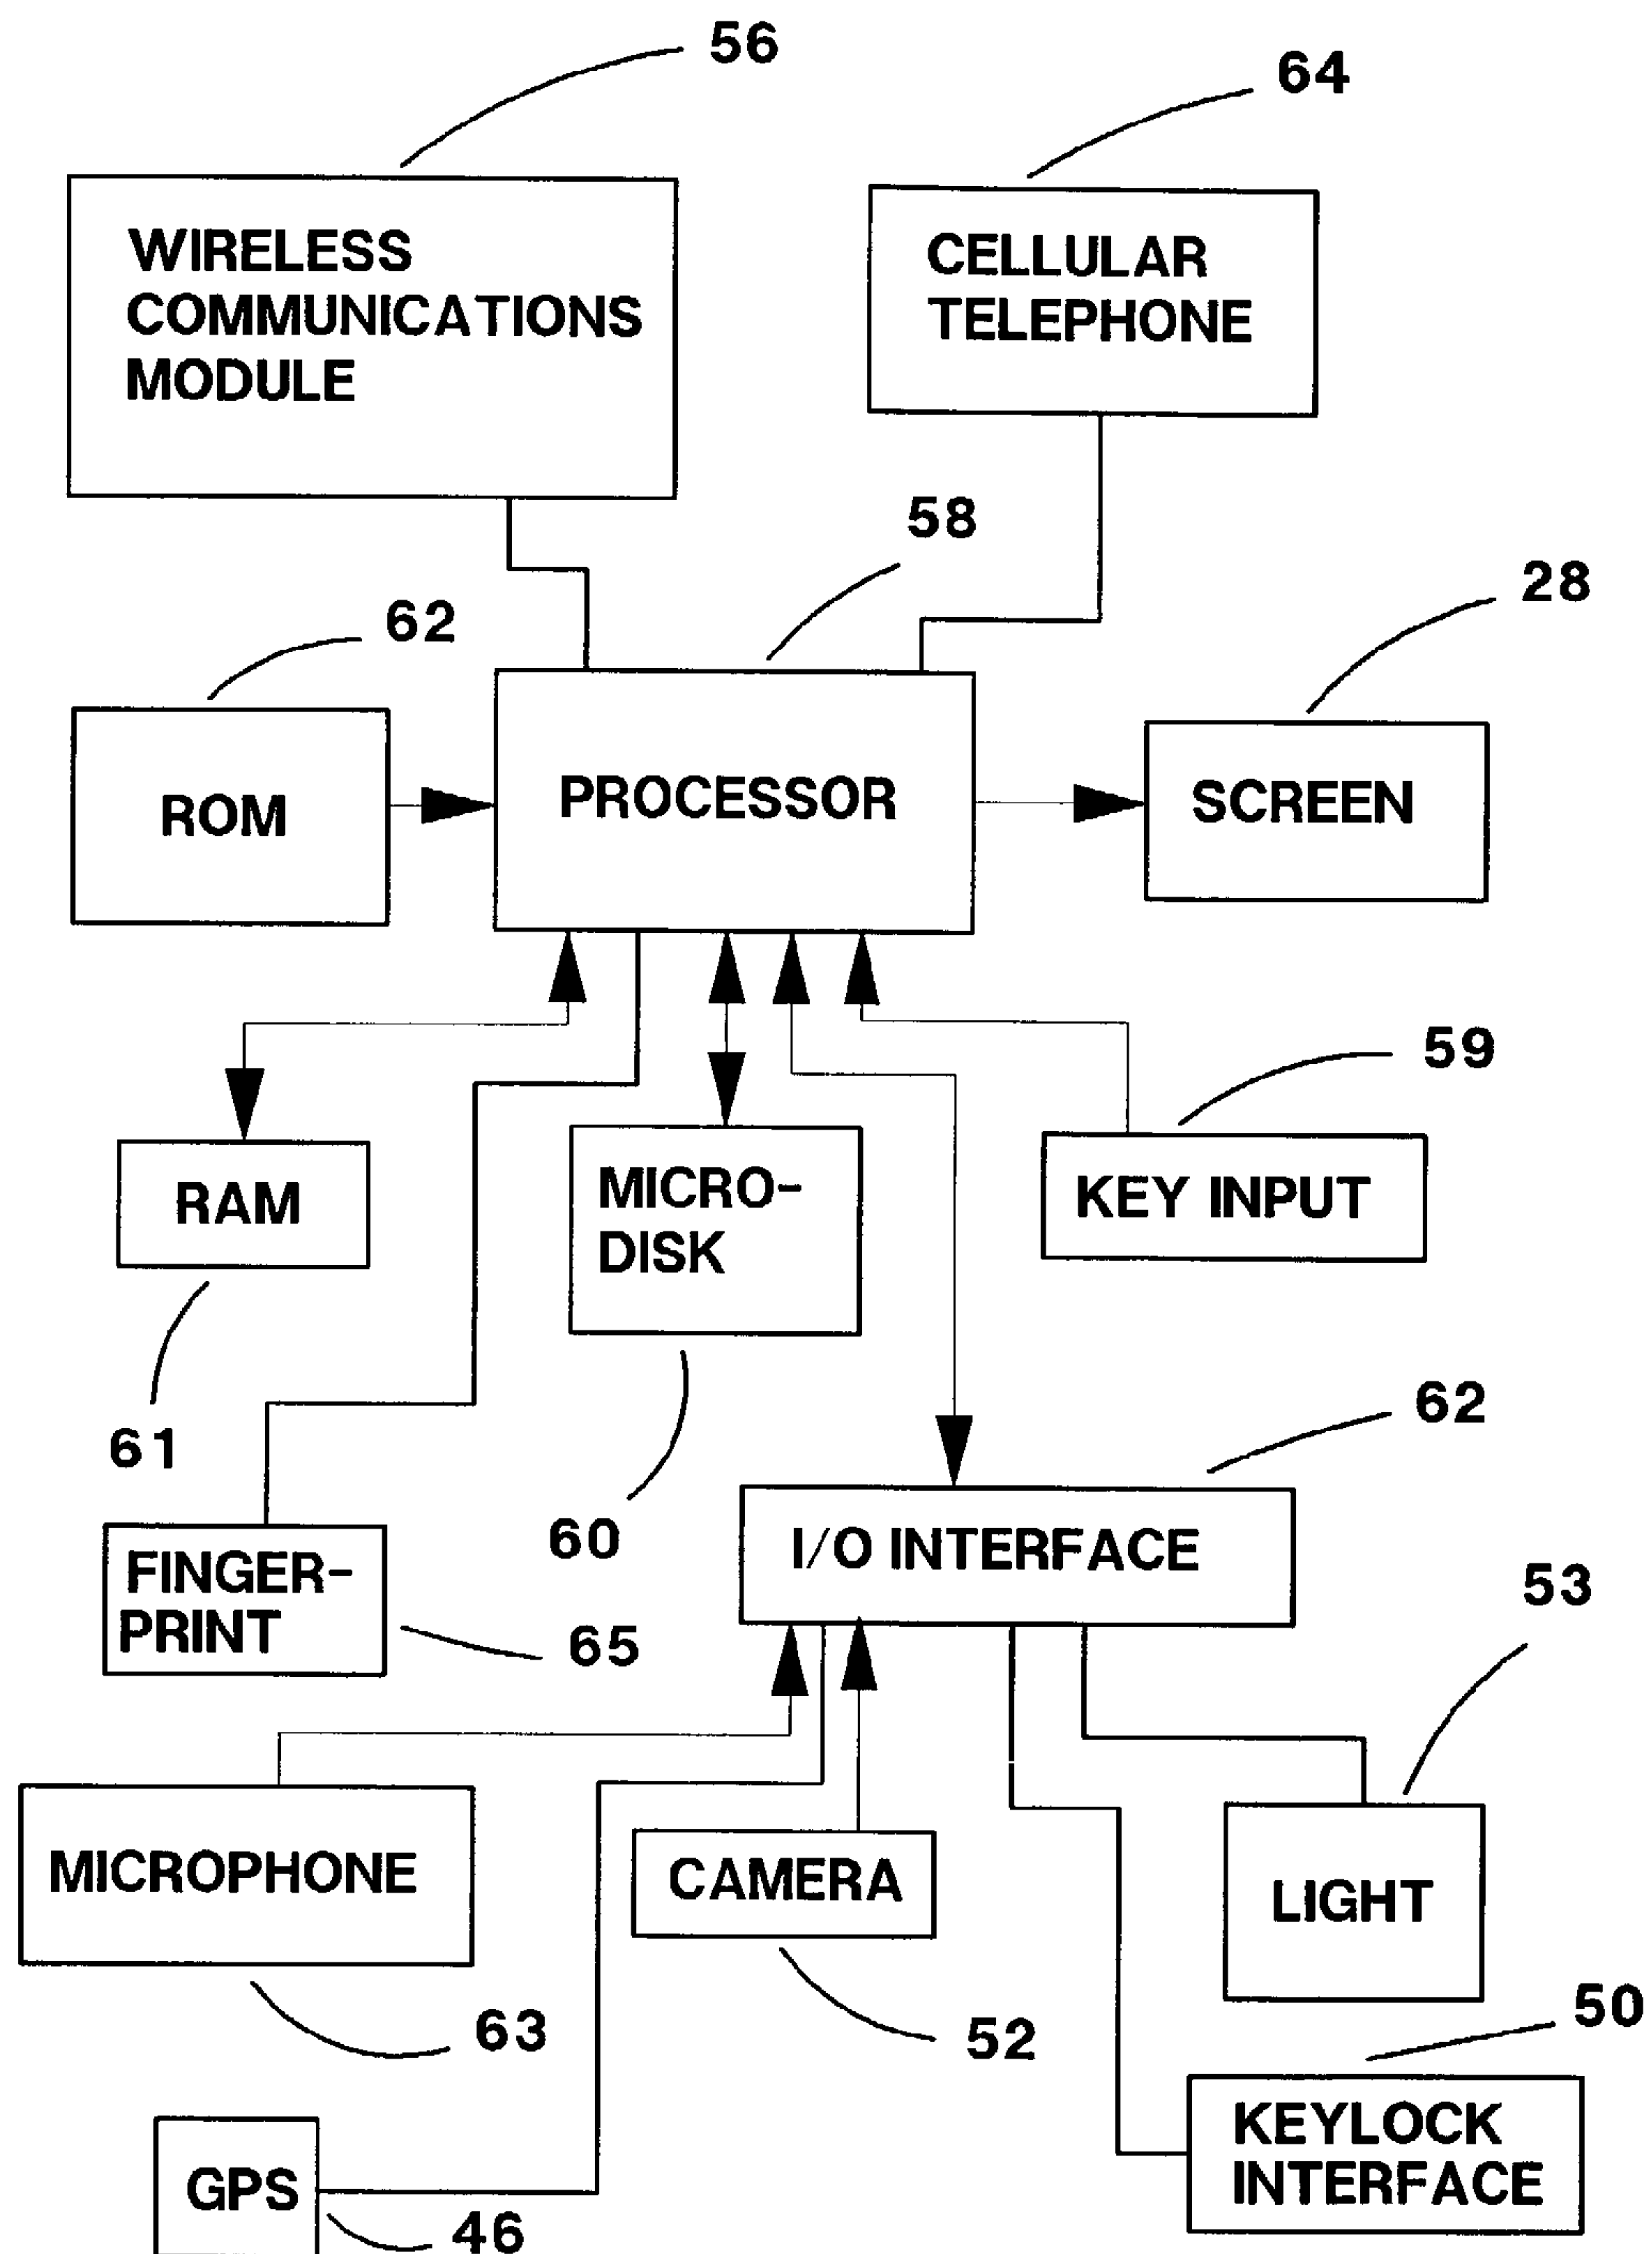 56
64
WIRELESS
COMMUNICATIONS
MODULE
CELLULAR
TELEPHONE
58
28
62
ROM
PROCESSOR
SCREEN
59
RAM
MICRO-
DISK
KEY INPUT
61
60
62
FINGER-
PRINT
65
I/O INTERFACE
53
MICROPHONE
CAMERA
LIGHT
63
52
50
GPS
46
KEYLOCK
INTERFACE